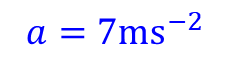 a = 7ms⁻²